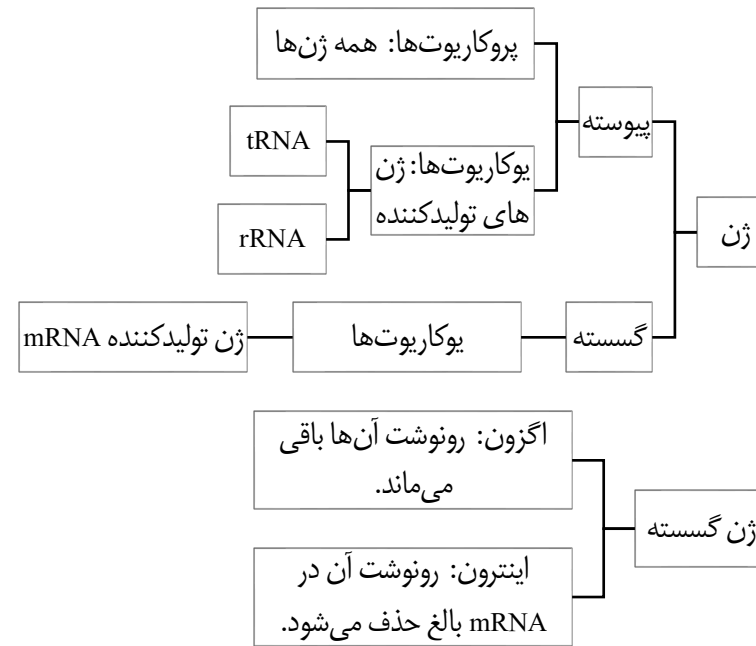 ژن
پیوسته
پروکاریوت‌ها: همه ژن‌ها
یوکاریوت‌ها: ژن
های تولیدکننده
tRNA
rRNA
گسسته
یوکاریوت‌ها
ژن تولیدکننده mRNA
ژن گسسته
اگزون: رونوشت آن‌ها باقی
می‌ماند.
اینترون: رونوشت آن در
mRNA بالغ حذف می‌شود.